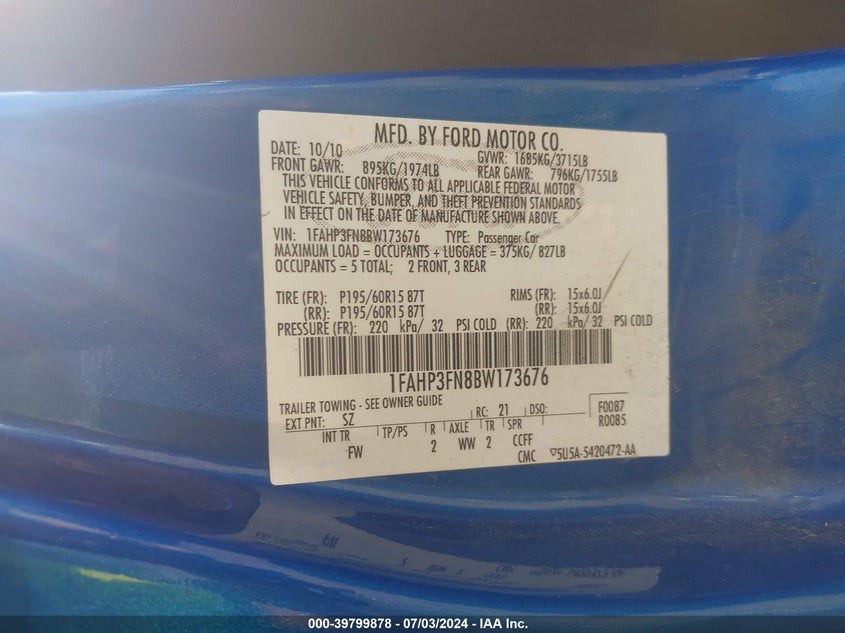 MFD. BY FORD MOTOR CO.
DATE: 10/10 GVWR: 1685KG/3715LB
FRONT GAWR: 895KG/1974LB REAR GAWR: 796KG/1755LB
THIS VEHICLE CONFORMS TO ALL APPLICABLE FEDERAL MOTOR
VEHICLE SAFETY, BUMPER, AND THEFT PREVENTION STANDARDS
IN EFFECT ON THE DATE OF MANUFACTURE SHOWN ABOVE.
VIN: 1FAHP3FN8BW173676 TYPE: Passenger Car
MAXIMUM LOAD = OCCUPANTS + LUGGAGE = 375KG/ 827LB
OCCUPANTS = 5 TOTAL; 2 FRONT, 3 REAR
TIRE (FR): P195/60R15 87T RIMS (FR): 15x6.0J
(RR): P195/60R15 87T (RR): 15x6.0J
PRESSURE (FR): 220 kPa/ 32 PSI COLD (RR): 220 kPa/ 32 PSI COLD
1FAHP3FN8BW173676
TRAILER TOWING - SEE OWNER GUIDE
EXT PNT: SZ RC: 21 DSO: F0087
R0085
INT TR TP/PS R AXLE TR SPR
FW 2 WW 2 CCFF
CMC ▽5U5A-5420472-AA
000-39799878 - 07/03/2024 - IAA Inc.